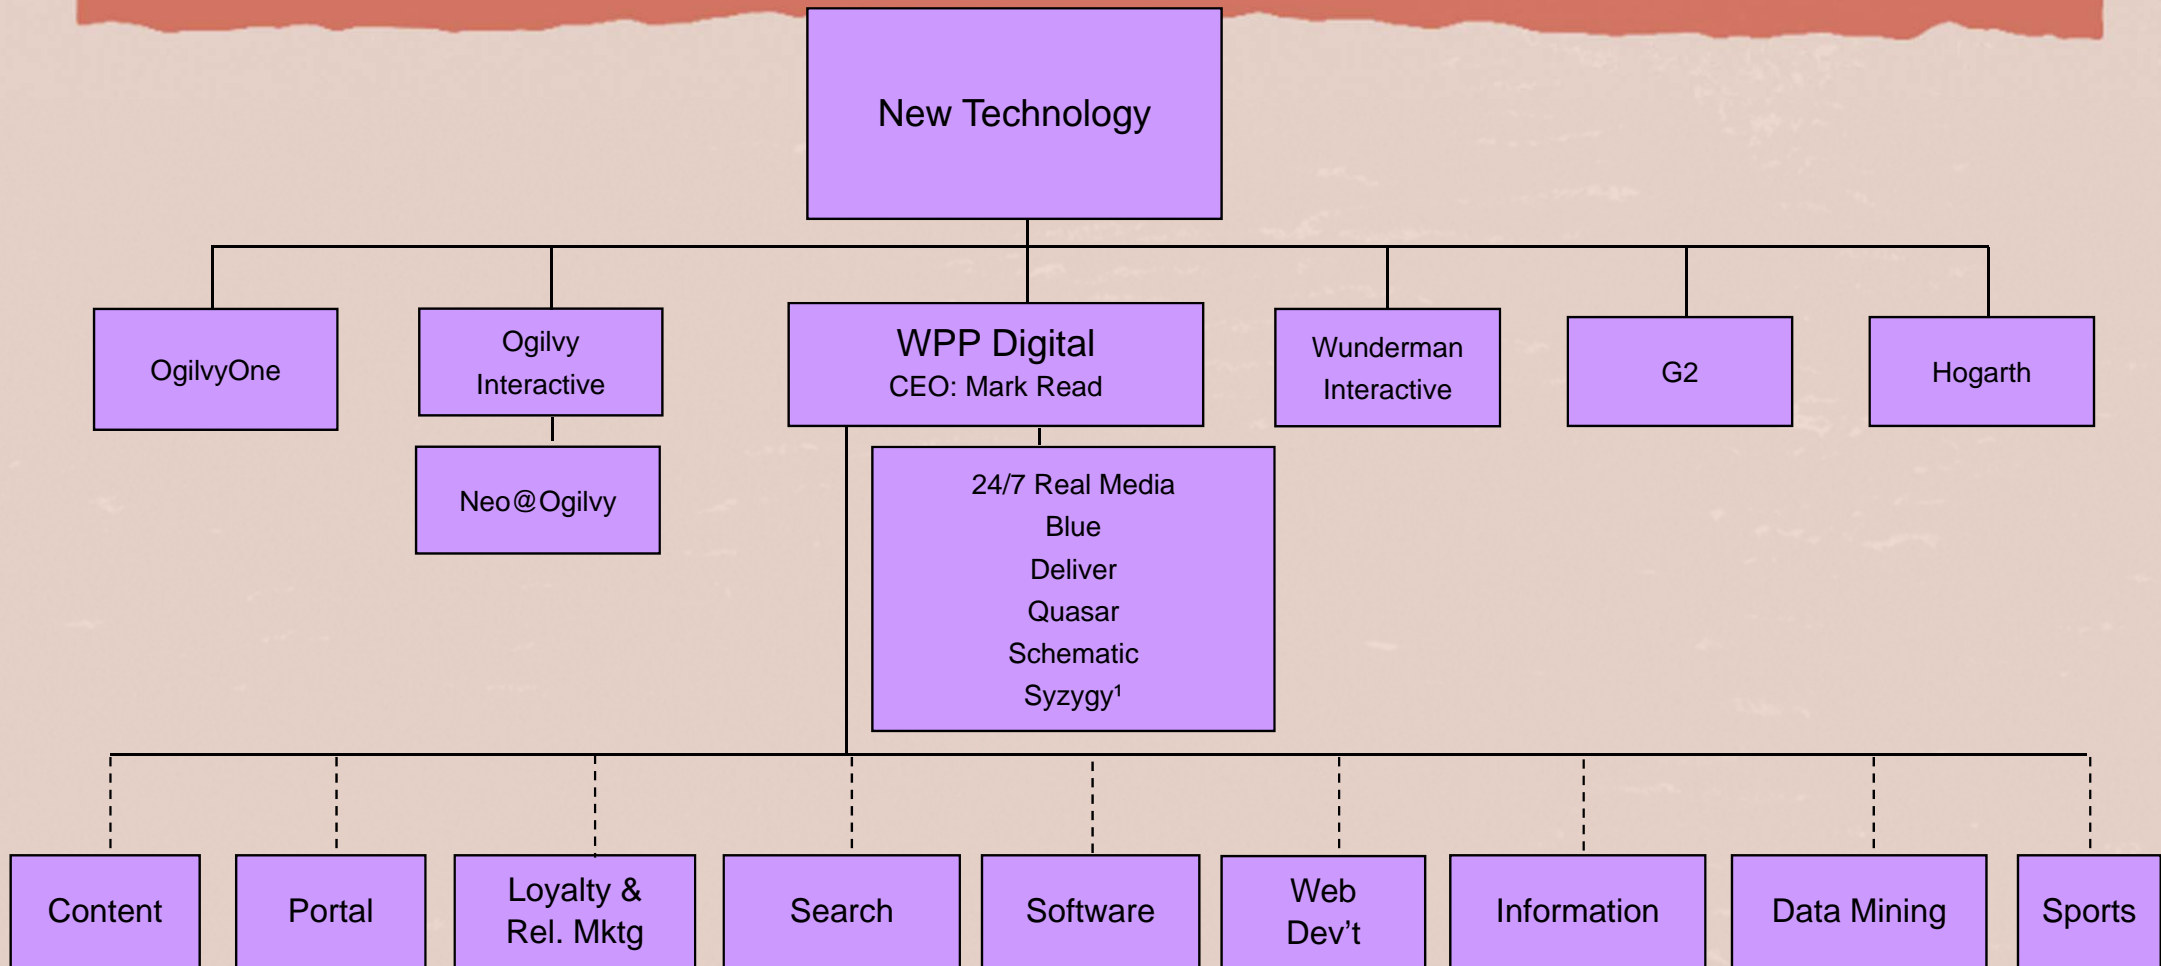 New Technology
OgilvyOne
Ogilvy
Interactive
WPP Digital
CEO: Mark Read
Wunderman
Interactive
G2
Hogarth
Neo@Ogilvy
24/7 Real Media
Blue
Deliver
Quasar
Schematic
Syzygy¹
Content
Portal
Loyalty &
Rel. Mktg
Search
Software
Web
Dev’t
Information
Data Mining
Sports